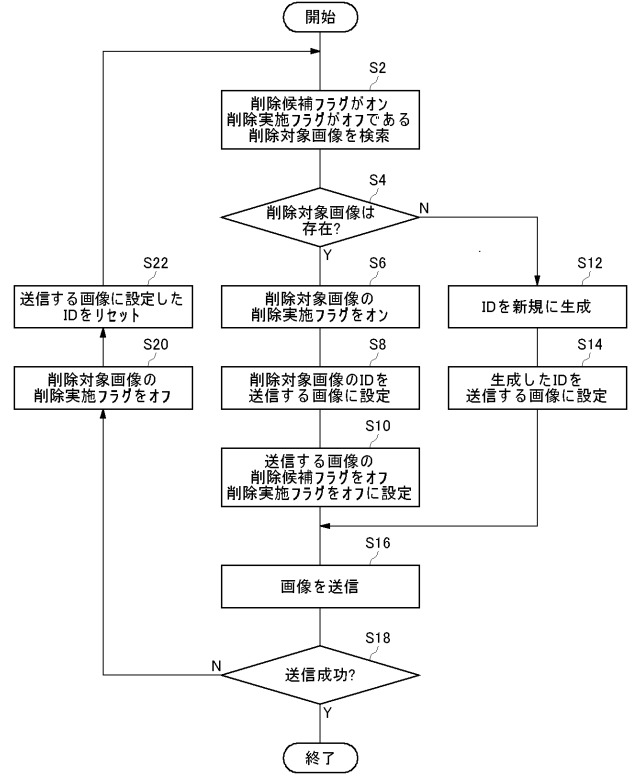 開始
S2
削除候補フラグがオン
削除実施フラグがオフである
削除対象画像を検索
S4
削除対象画像は
存在?
N
Y
S6
削除対象画像の
削除実施フラグをオン
S8
削除対象画像のIDを
送信する画像に設定
S10
送信する画像の
削除候補フラグをオフ
削除実施フラグをオフに設定
S12
IDを新規に生成
S14
生成したIDを
送信する画像に設定
S16
画像を送信
S18
送信成功?
N
Y
S20
削除対象画像の
削除実施フラグをオフ
S22
送信する画像に設定した
IDをリセット
終了